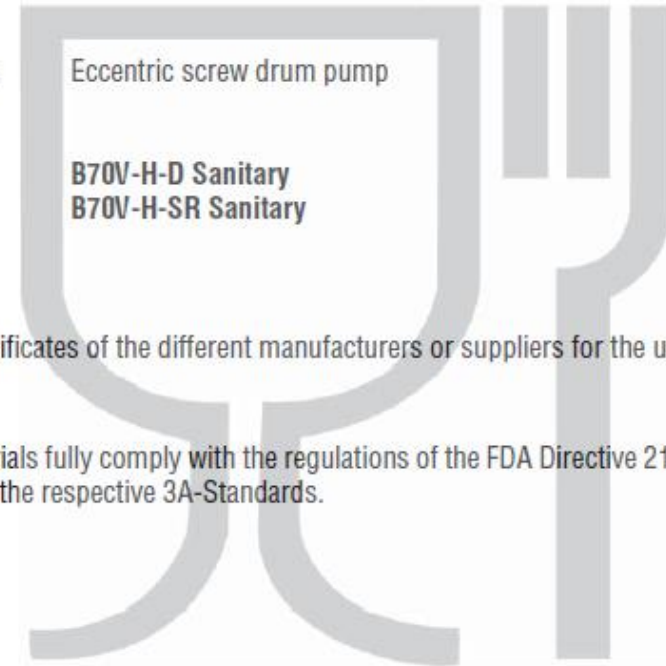 Eccentric screw drum pump
B70V-H-D Sanitary
B70V-H-SR Sanitary
ificates of the different manufacturers or suppliers for the u
ials fully comply with the regulations of the FDA Directive 21
the respective 3A-Standards.